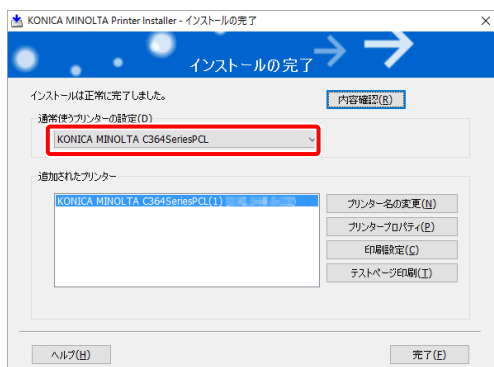 KONICA MINOLTA Printer Installer - インストールの完了
インストールの完了
インストールは正常に完了しました。
内容確認(R)
通常使うプリンターの設定(D)
KONICA MINOLTA C364SeriesPCL
追加されたプリンター
KONICA MINOLTA C364SeriesPCL(1)
プリンター名の変更(N)
プリンタープロパティ(P)
印刷設定(C)
テストページ印刷(T)
ヘルプ(H)
完了(F)